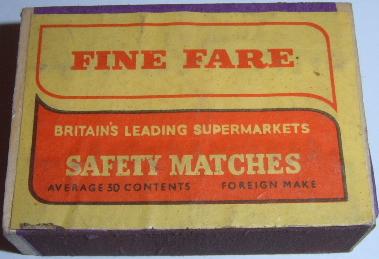 FINE FARE
BRITAIN'S LEADING SUPERMARKETS
SAFETY MATCHES
AVERAGE 50 CONTENTS FOREIGN MAKE